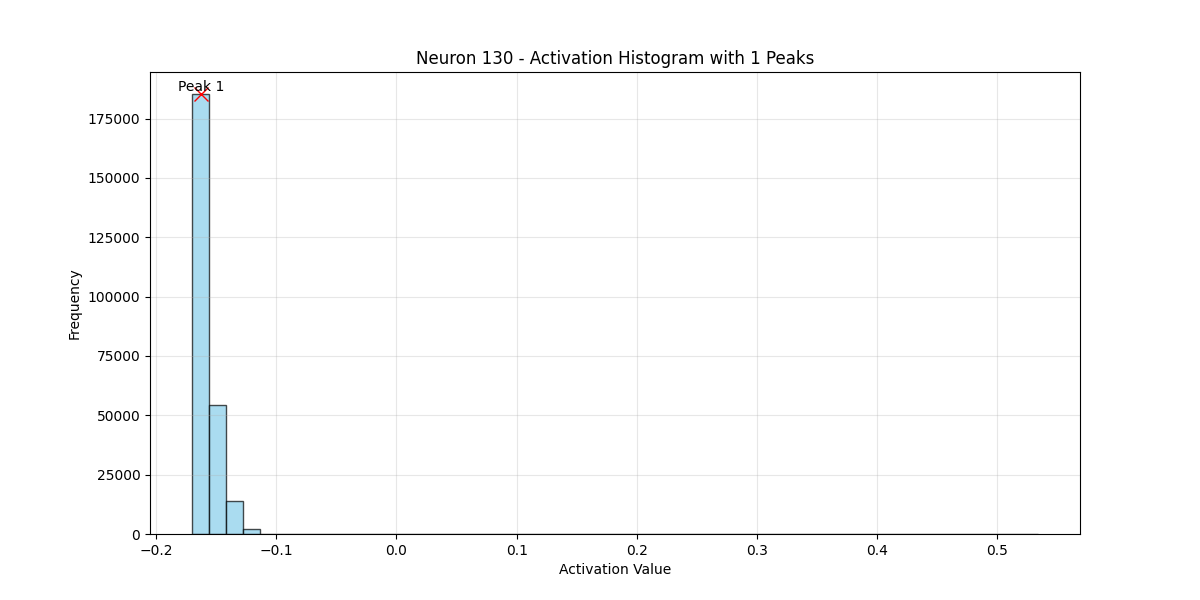 Neuron 130 - Activation Histogram with 1 Peaks
Peak 1
175000
150000
125000
100000
75000
50000
25000
0
Frequency
−0.2 −0.1 0.0 0.1 0.2 0.3 0.4 0.5
Activation Value